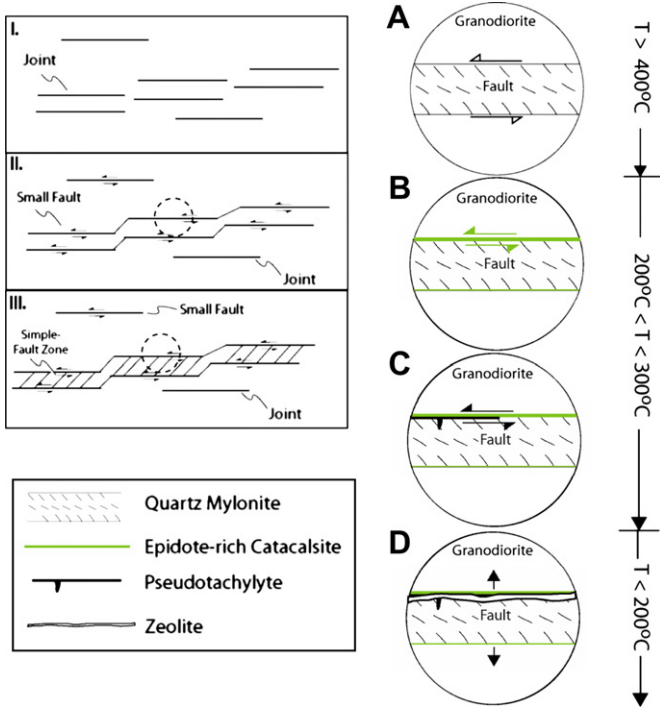 I.
Joint
II.
Small Fault
Joint
III.
Small Fault
Simple-
Fault Zone
Joint
Quartz Mylonite
Epidote-rich Catacalsite
Pseudotachylyte
Zeolite
A
Granodiorite
Fault
B
Granodiorite
Fault
C
Granodiorite
Fault
D
Granodiorite
Fault
T > 400°C
200°C < T < 300°C
T < 200°C